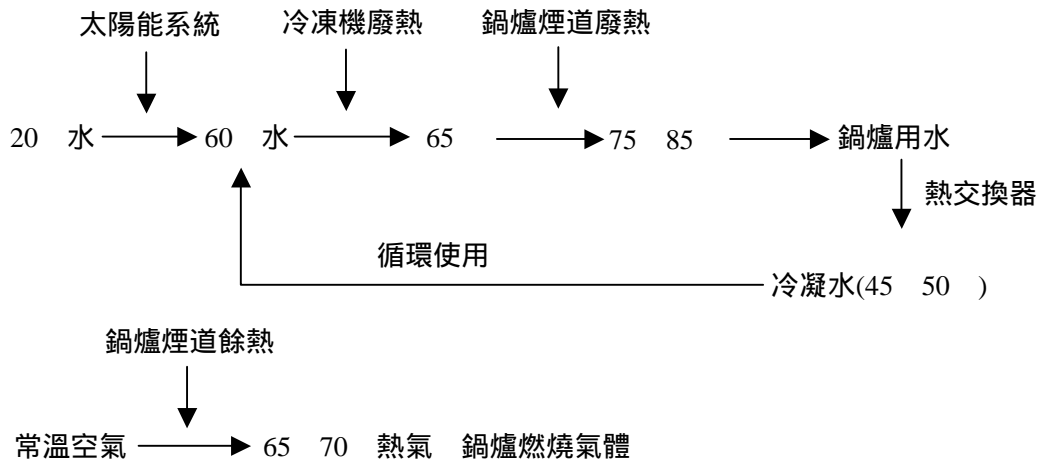 太陽能系統 冷凍機廢熱 鍋爐煙道廢熱
20 水 60 水 65 75 85 鍋爐用水
熱交換器
循環使用
冷凝水(45 50 )
鍋爐煙道餘熱
常溫空氣 65 70 熱氣 鍋爐燃燒氣體